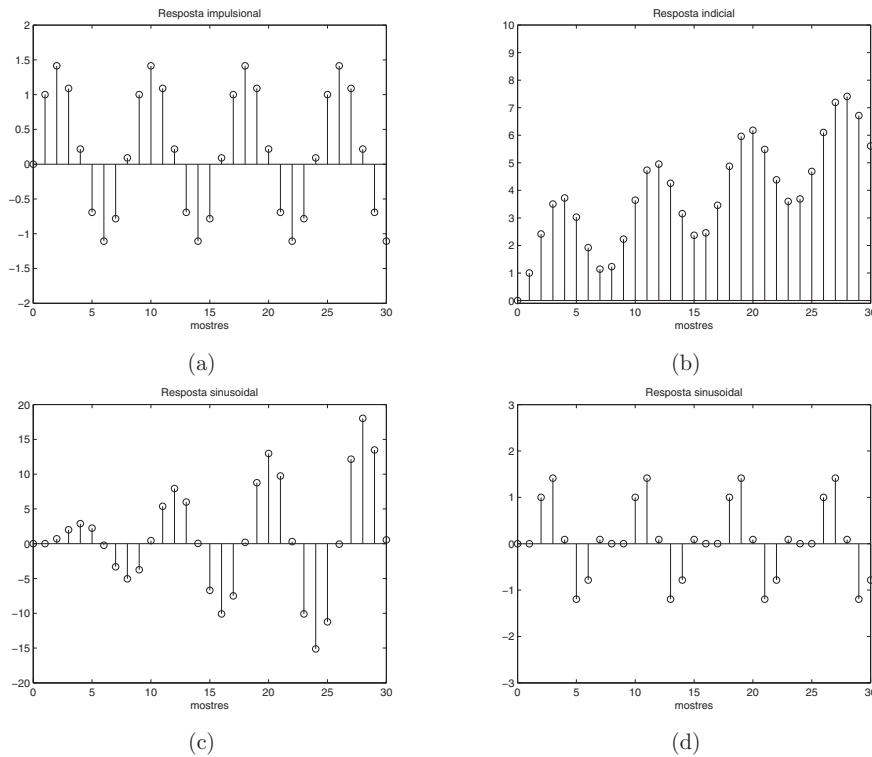 Resposta impulsional
2
1.5
1
0.5
0
−0.5
−1
−1.5
−2
0 5 10 15 20 25 30
mostres
(a)
Resposta indicial
10
9
8
7
6
5
4
3
2
1
0
0 5 10 15 20 25 30
mostres
(b)
Resposta sinusoidal
20
15
10
5
0
−5
−10
−15
−20
0 5 10 15 20 25 30
mostres
(c)
Resposta sinusoidal
3
2
1
0
−1
−2
−3
0 5 10 15 20 25 30
mostres
(d)